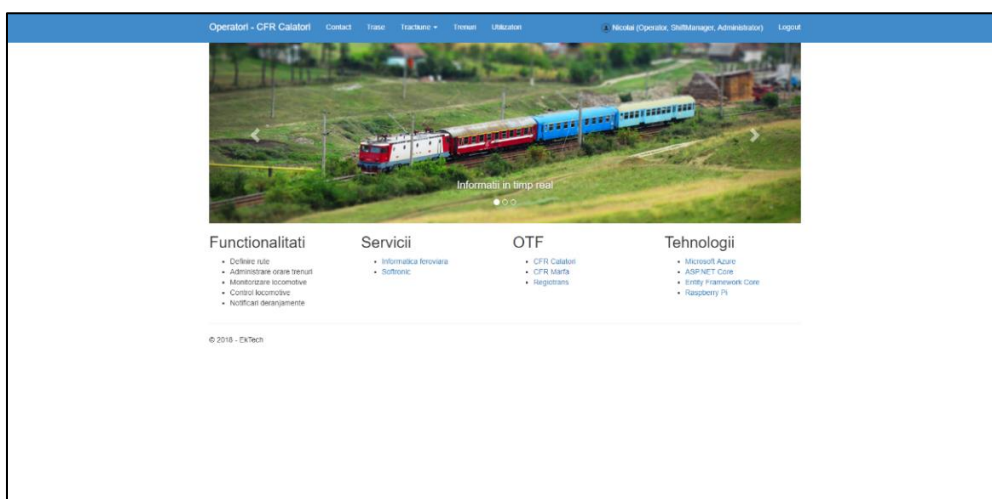 Operatori - CFR Calatori Contact Trase Tractiune Trenuri Utilizatori Nicolai (Operator, ShiftManager, Administrator) Logout
Informatii in timp real
Functionalitati
Definire rute
Administrare orare trenuri
Monitorizare locomotive
Control locomotive
Notificari deranjamente
Servicii
Informatica feroviara
Softronic
OTF
CFR Calatori
CFR Marfa
Regiotrans
Tehnologii
Microsoft Azure
ASP.NET Core
Entity Framework Core
Raspberry Pi
© 2018 - EkTech